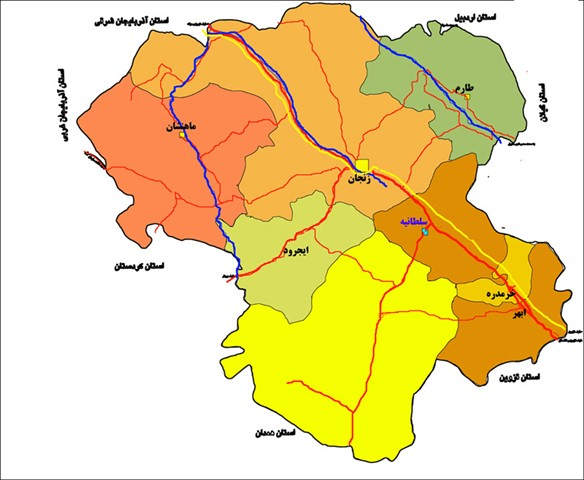 استان اردبیل
استان آذربایجان شرقی
استان آذربایجان غربی
استان گیلان
طارم
ماهنشان
زنجان
سلطانیه
ایجرود
استان کردستان
خرمدره
ابهر
استان قزوین
استان همدان